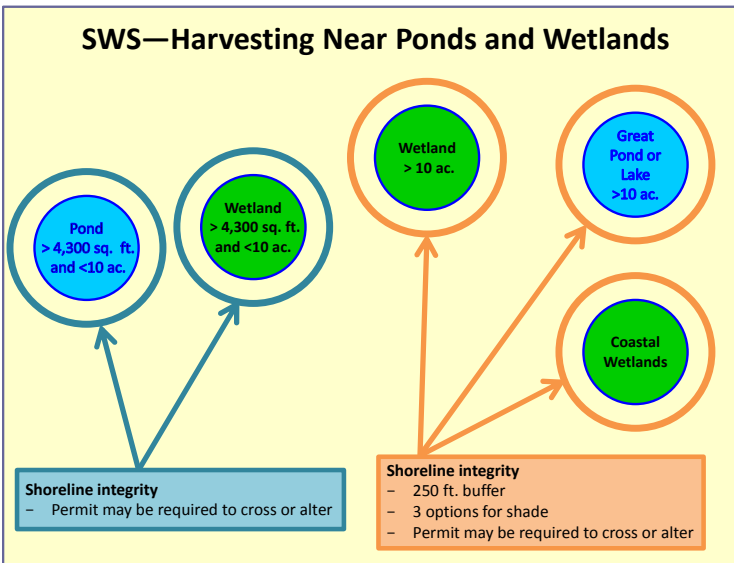 SWS—Harvesting Near Ponds and Wetlands
Pond
> 4,300 sq. ft.
and <10 ac.
Wetland
> 4,300 sq. ft.
and <10 ac.
Wetland
> 10 ac.
Great
Pond or
Lake
>10 ac.
Coastal
Wetlands
Shoreline integrity
– Permit may be required to cross or alter
Shoreline integrity
– 250 ft. buffer
– 3 options for shade
– Permit may be required to cross or alter